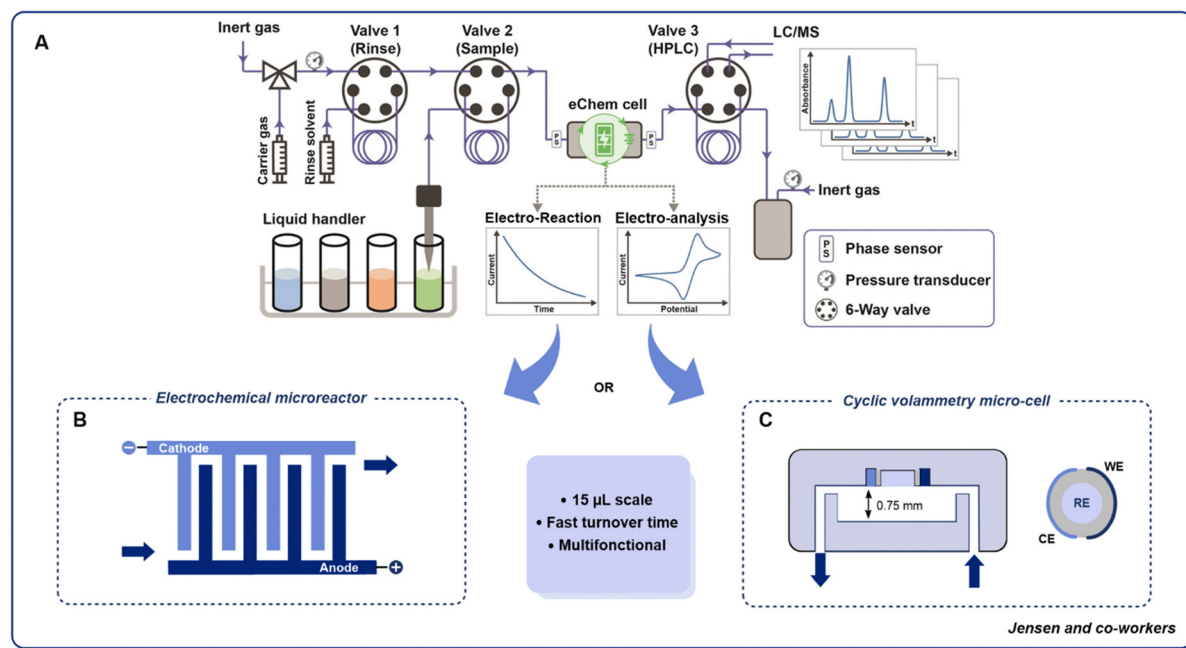 A
Inert gas
Valve 1
(Rinse)
Valve 2
(Sample)
Valve 3
(HPLC)
LC/MS
eChem cell
Absorbance
t
t
t
Carrier gas
Rinse solvent
PS
PS
Inert gas
Liquid handler
Electro-Reaction
Electro-analysis
Current
Time
Current
Potential
PS
Phase sensor
Pressure transducer
6-Way valve
OR
Electrochemical microreactor
B
−
Cathode
Anode
+
• 15 µL scale
• Fast turnover time
• Multifonctional
Cyclic volammetry micro-cell
C
0.75 mm
WE
RE
CE
Jensen and co-workers